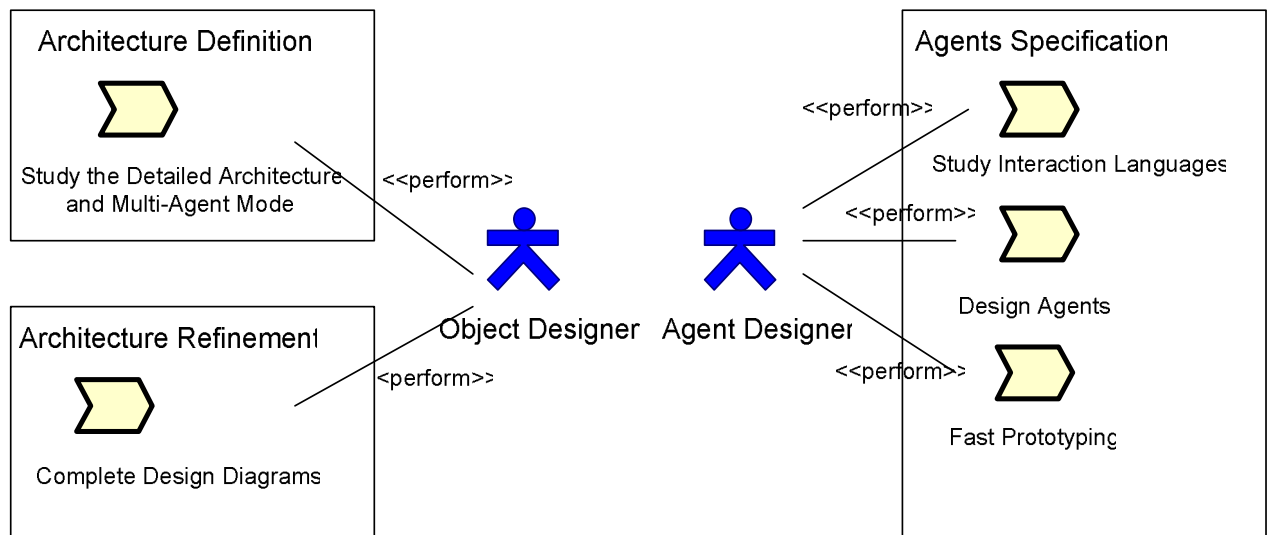 Architecture Definition
Study the Detailed Architecture
and Multi-Agent Mode
<<perform>>
Architecture Refinement
Complete Design Diagrams
<perform>>
Object Designer
Agent Designer
Agents Specification
<<perform>>
Study Interaction Languages
<<perform>>
Design Agents
<<perform>>
Fast Prototyping